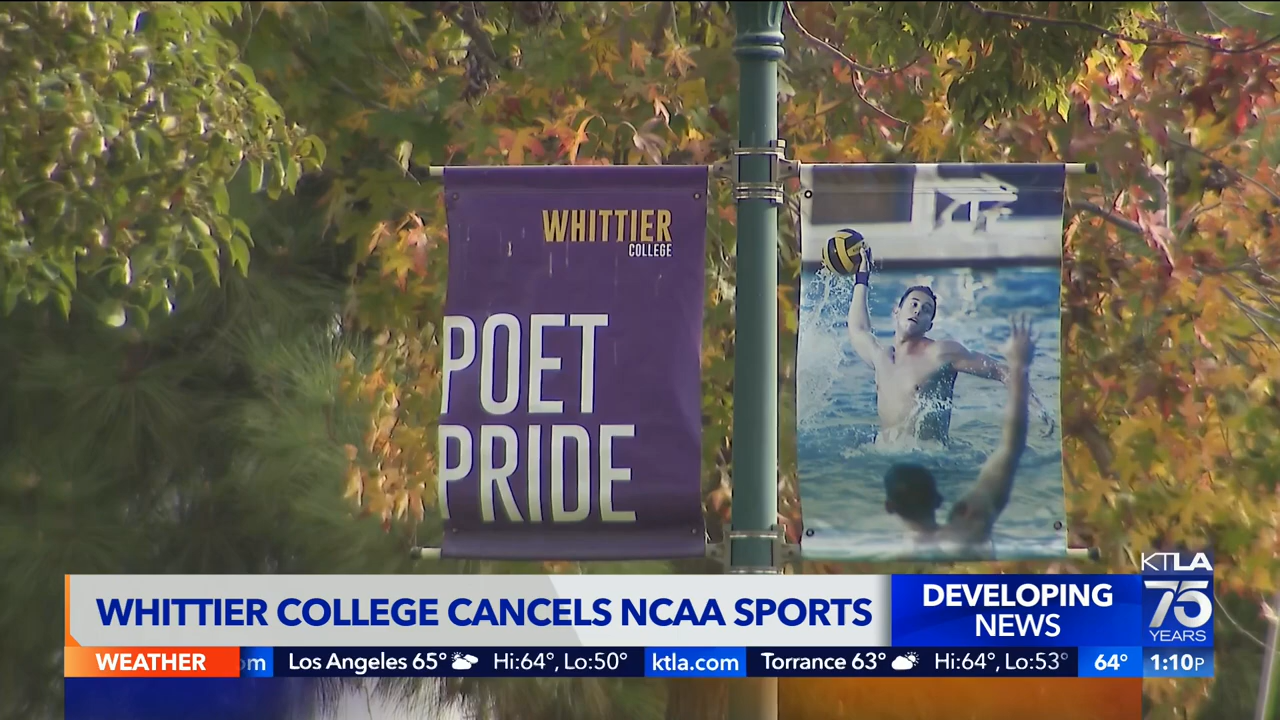 WHITTIER
COLLEGE
POET
PRIDE
WHITTIER COLLEGE CANCELS NCAA SPORTS
DEVELOPING
NEWS
KTLA
75
YEARS
WEATHER om Los Angeles 65° Hi:64°, Lo:50° ktla.com Torrance 63° Hi:64°, Lo:53° 64° 1:10P